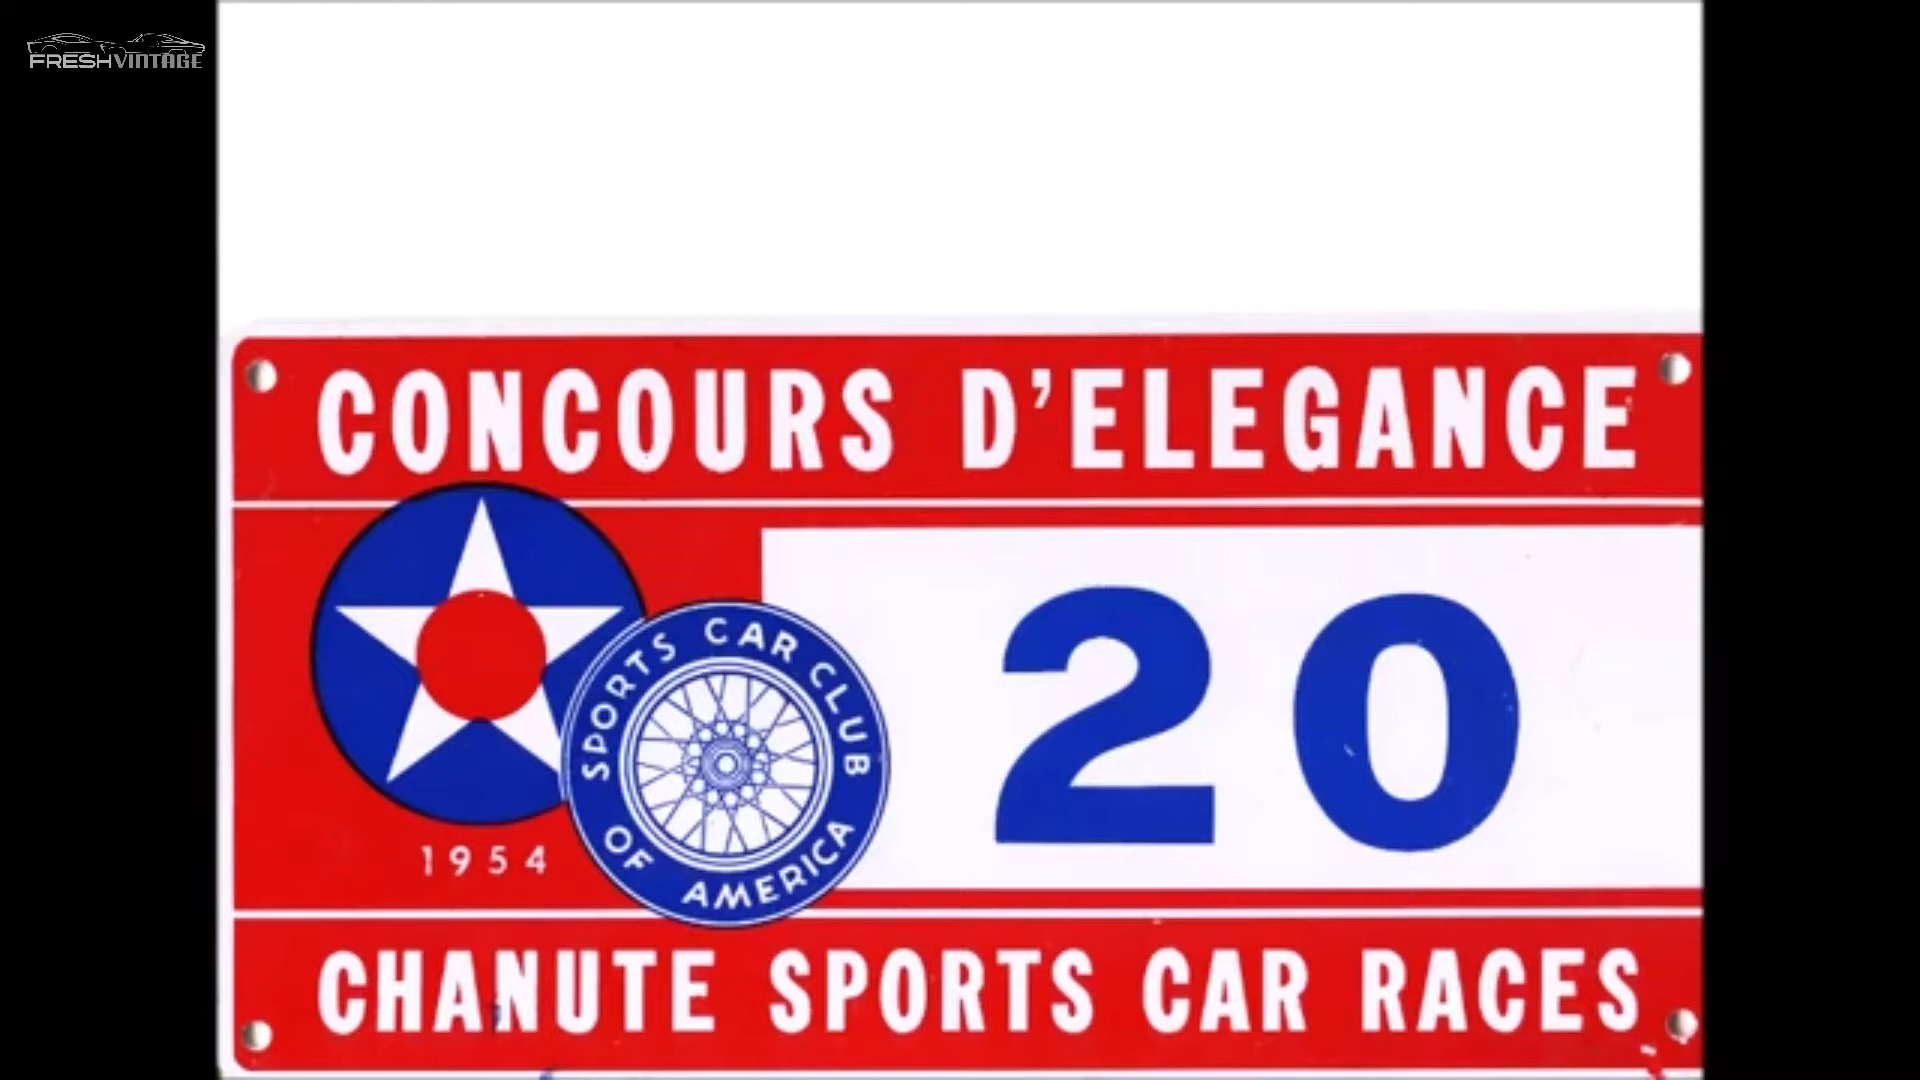 FRESHVINTAGE
CONCOURS D'ELEGANCE
SPORTS CAR CLUB
OF AMERICA
20
1954
CHANUTE SPORTS CAR RACES